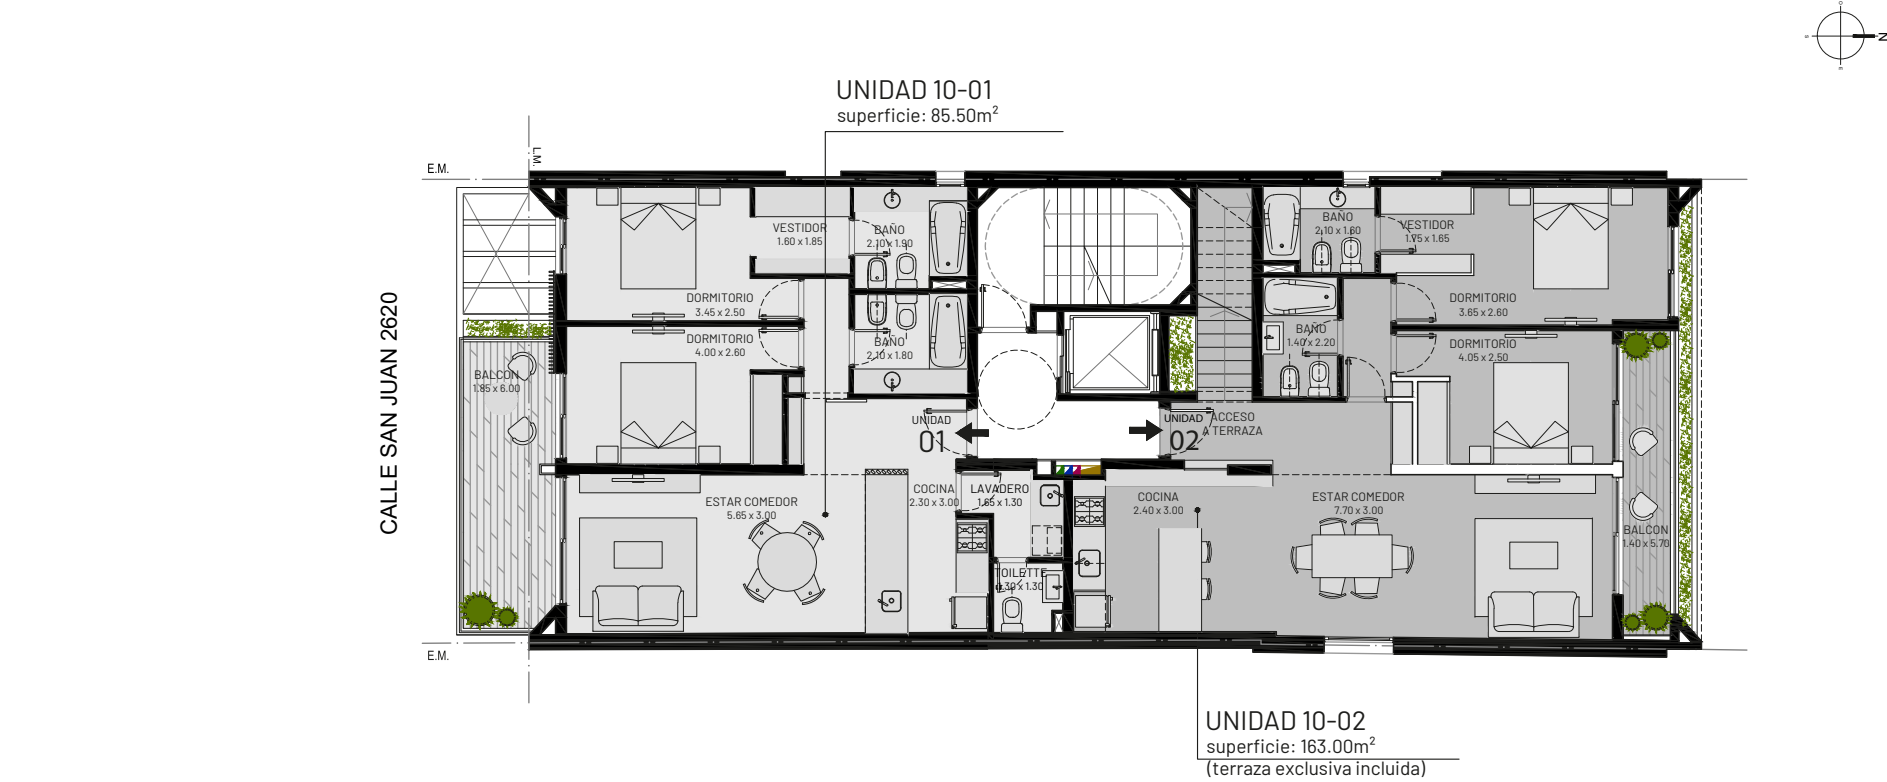 O
S
N
E
UNIDAD 10-01
superficie: 85.50m²
E.M.
L.M.
CALLE SAN JUAN 2620
VESTIDOR
1.60 x 1.85
BAÑO
2.10 x 1.90
BAÑO
2.10 x 1.60
VESTIDOR
1.75 x 1.65
DORMITORIO
3.45 x 2.50
DORMITORIO
3.65 x 2.60
DORMITORIO
4.00 x 2.60
BAÑO
2.10 x 1.80
BAÑO
1.40 x 2.20
DORMITORIO
4.05 x 2.50
BALCON
1.85 x 6.00
UNIDAD
01
UNIDAD
02
ACCESO
A TERRAZA
ESTAR COMEDOR
5.65 x 3.00
COCINA
2.30 x 3.00
LAVADERO
1.65 x 1.30
COCINA
2.40 x 3.00
ESTAR COMEDOR
7.70 x 3.00
BALCON
1.40 x 5.70
TOILETTE
1.30 x 1.30
E.M.
UNIDAD 10-02
superficie: 163.00m²
(terraza exclusiva incluida)